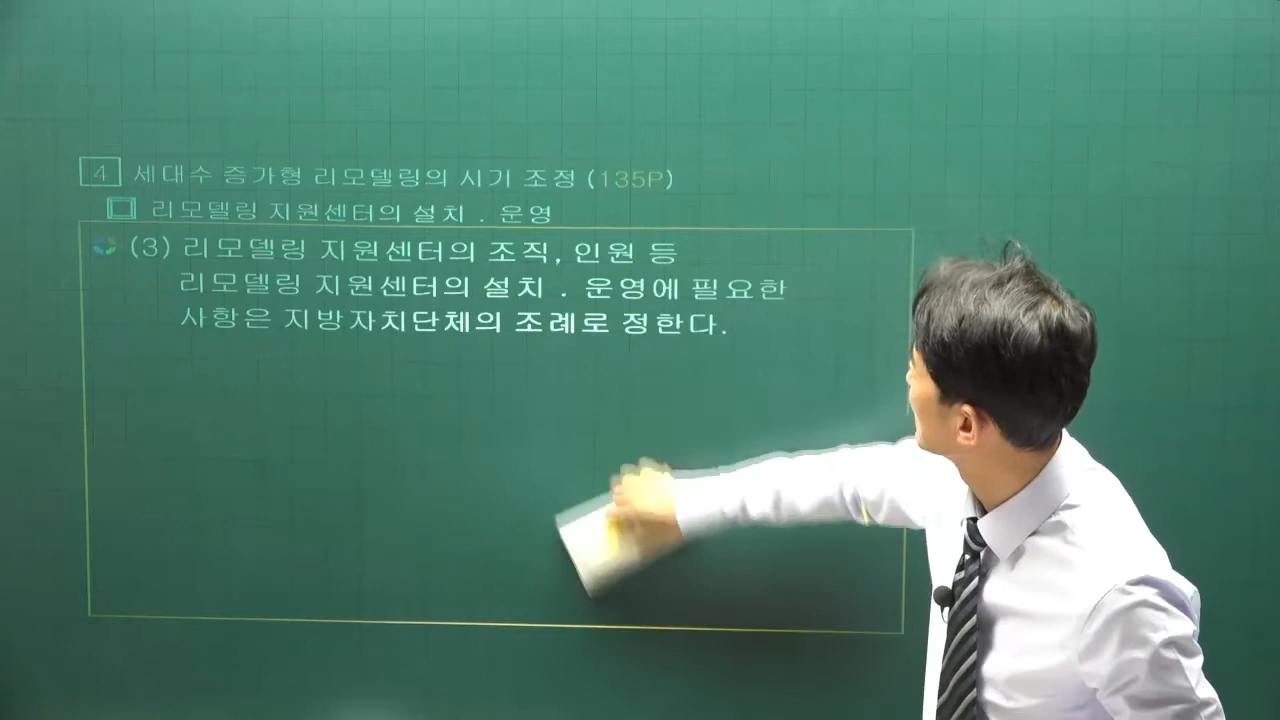 4 세대수 증가형 리모델링의 시기 조정 (135P)
리모델링 지원센터의 설치 . 운영
(3) 리모델링 지원센터의 조직, 인원 등
리모델링 지원센터의 설치 . 운영에 필요한
사항은 지방자치단체의 조례로 정한다.